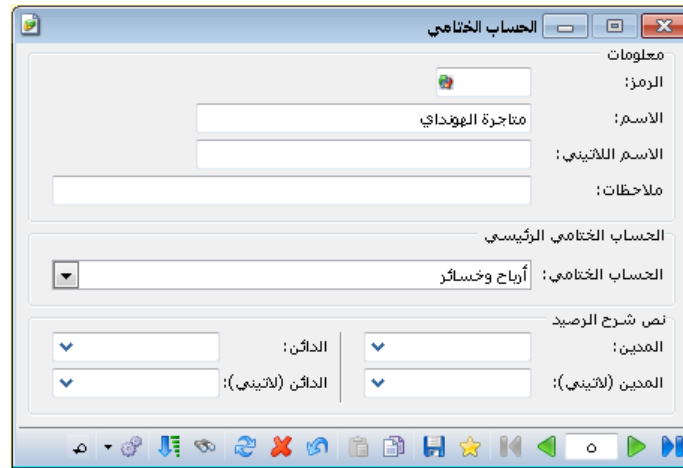 الحساب الختامي
معلومات
الرمز:
الاسم: متاجرة الهونداي
الاسم اللاتيني:
ملاحظات:
الحساب الختامي الرئيسي
الحساب الختامي: أرباح وخسائر
نص شرح الرصيد
المدين: الدائن:
المدين (لاتيني): الدائن (لاتيني):
٥